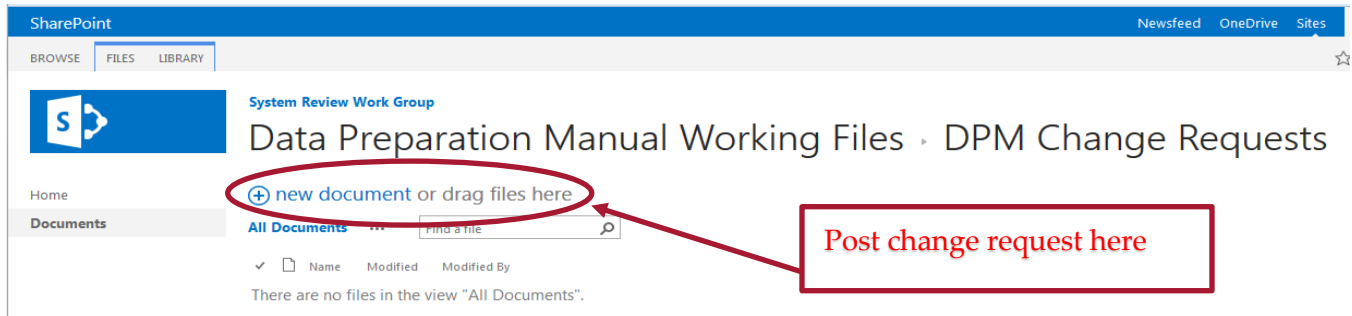 SharePoint
Newsfeed OneDrive Sites
BROWSE FILES LIBRARY
S
System Review Work Group
Data Preparation Manual Working Files ▸ DPM Change Requests
Home
Documents
new document or drag files here
All Documents ... Find a file
Name Modified Modified By
There are no files in the view "All Documents".
Post change request here